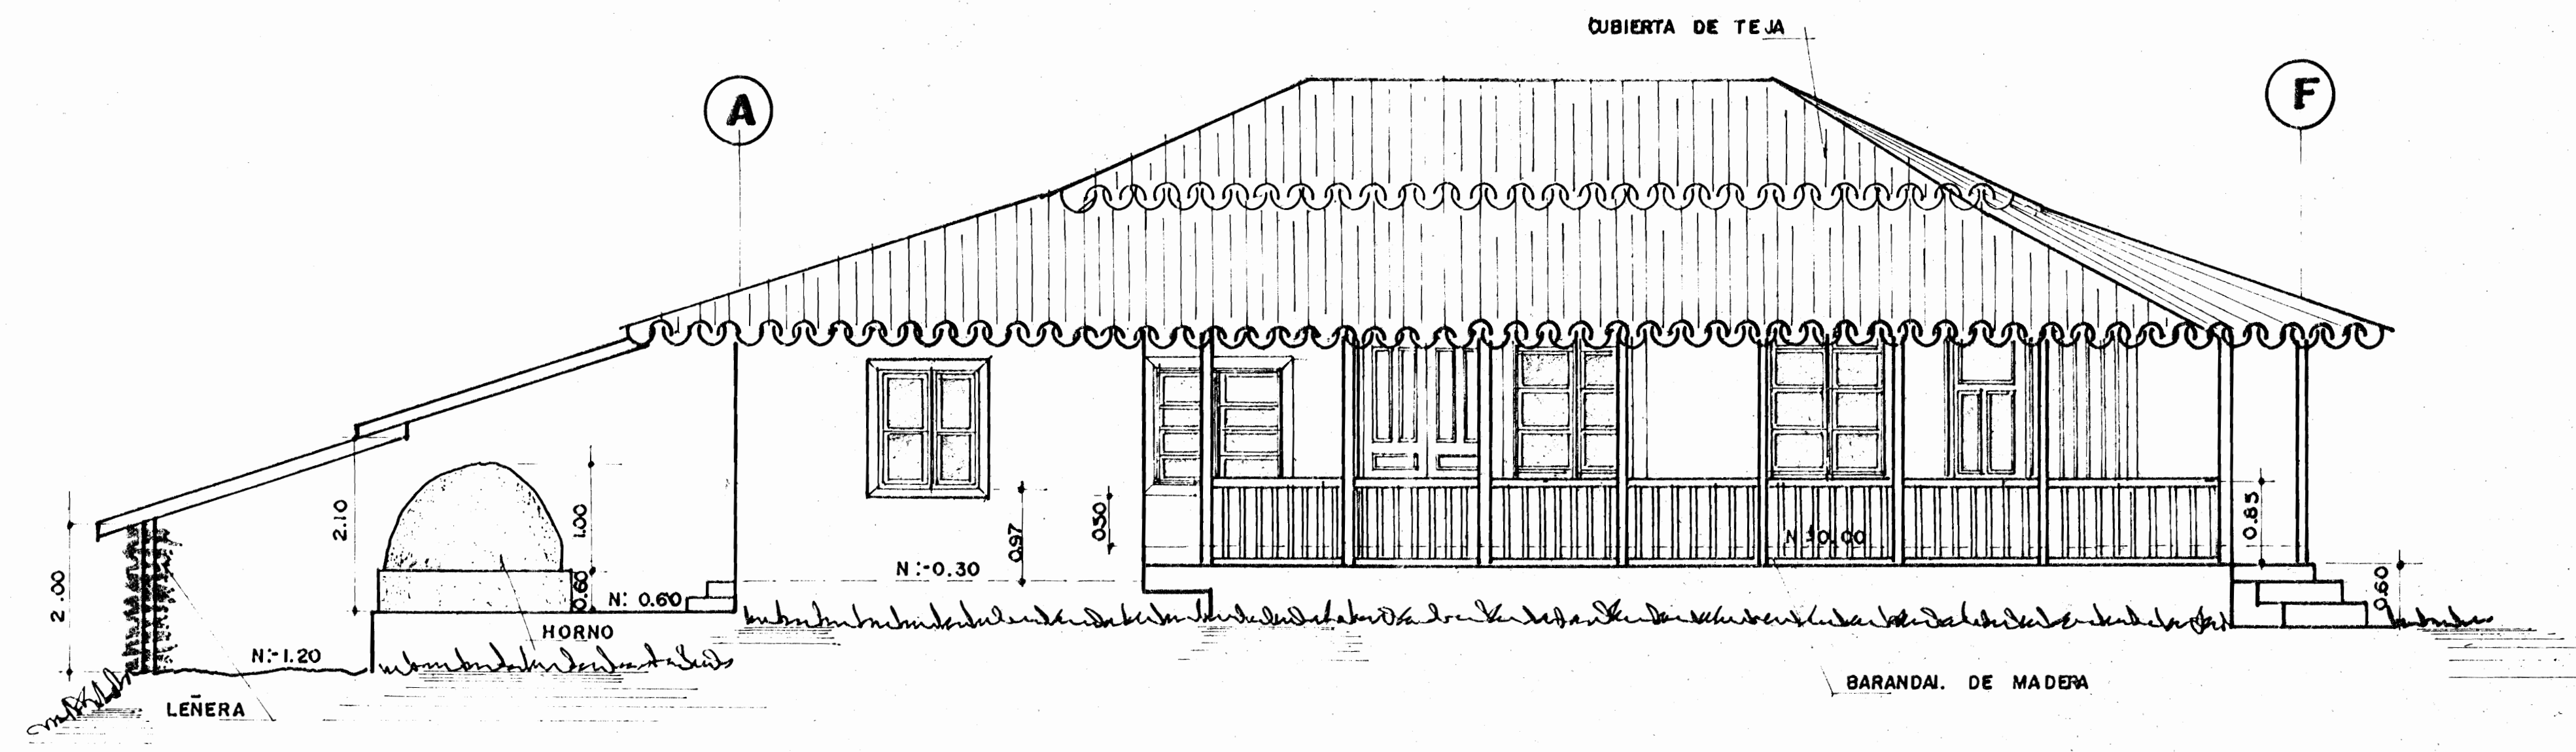 CUBIERTA DE TEJA
A
F
2.10
1.00
0.97
0.50
N:±0.00
0.85
N:-0.30
2.00
0.60
N: 0.60
0.60
HORNO
N:-1.20
BARANDAL DE MADERA
LEÑERA